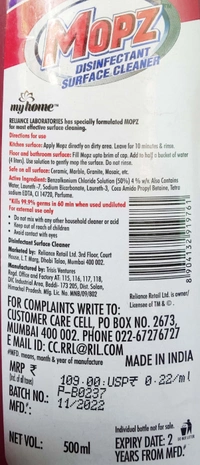 MOPZ
DISINFECTANT
SURFACE CLEANER
myhome™
RELIANCE LABORATORIES has specially formulated MOPZ
for most effective surface cleaning.
Directions for use
Kitchen surface: Apply Mopz directly on dirty area. Leave for 10 minutes & rinse.
Floor and bathroom surface: Fill Mopz upto brim of cap. Add in half a bucket of water
(4 liters). Use solution to gently mop the surface. Do not rinse.
Safe on all surface: Ceramic, Marble, Granite, Mosaic, etc.
Active Ingredient: Benzalkonium Chloride Solution (50%) 4 % w/v. Also Contains
Water, Laureth-7, Sodium Bicarbonate, Laureth-3, Coco Amido Propyl Betaine, Tetra
sodium EDTA, CI 14720, Perfume.
*Kills 99.9% germs in 60 min when used undiluted
For external use only
• Do not mix with any other household cleaner or acid
• Keep out of reach of children
• Avoid contact with eyes
Disinfectant Surface Cleaner
Marketed by: Reliance Retail Ltd. 3rd Floor, Court
House, L.T Marg, Dhobi Talao, Mumbai 400 002.
Manufactured by: Trisis Ventures
Regd. Office and Factory AT: 115, 116, 117, 118,
DIC, Industrial Area, Baddi- 173 205, Dist. Solan,
Himachal Pradesh. Mfg. Lic No. MNB/09/802
8904132919761
Reliance Retail Ltd. is owner/
Licensee of TM & © .
FOR COMPLAINTS WRITE TO:
CUSTOMER CARE CELL, PO BOX NO. 2673,
MUMBAI 400 002. PHONE 022-67276727
E MAIL ID: CC.RRL@RIL.COM
#MFD. means, month & year of manufacture
MADE IN INDIA
MRP ₹
(Incl. of all taxes)
109.00 USP₹ 0.22/ml
BATCH NO.: P-B0237
MFD.#: 11/2022
Individual bottle not for sale.
NET VOL.: 500 ml
EXPIRY DATE: 2
YEARS FROM MFD.#